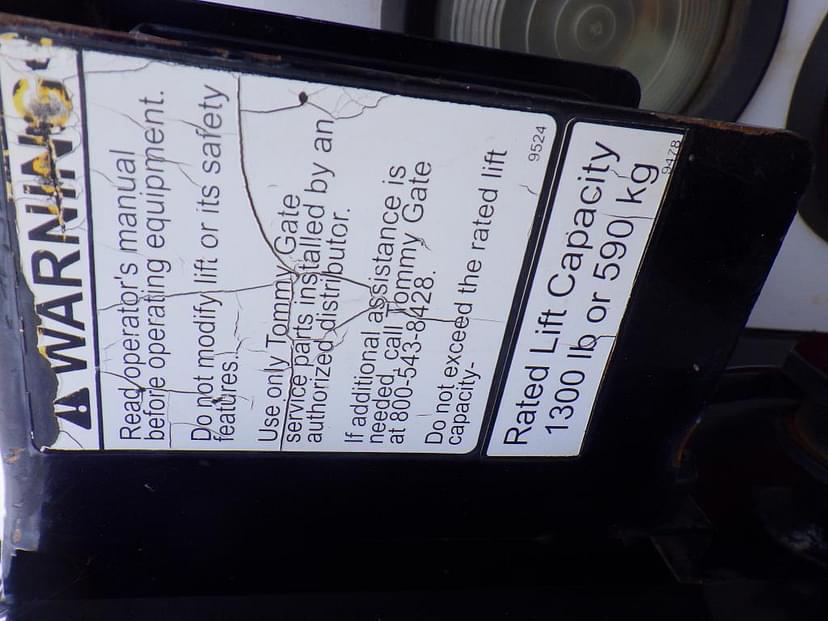 WARNING
Read operator's manual
before operating equipment.
Do not modify lift or its safety
features.
Use only Tommy Gate
service parts installed by an
authorized distributor.
If additional assistance is
needed call Tommy Gate
at 800-543-8428.
Do not exceed the rated lift
capacity-
9524
Rated Lift Capacity
1300 lb or 590 kg
9478